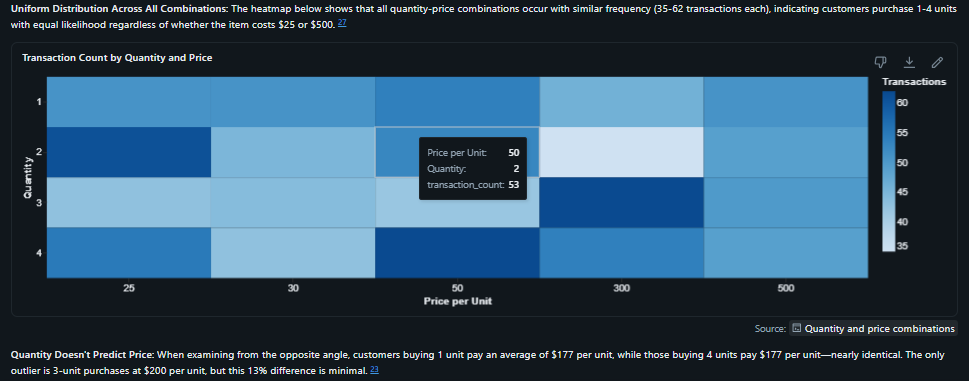 Uniform Distribution Across All Combinations: The heatmap below shows that all quantity-price combinations occur with similar frequency (35-62 transactions each), indicating customers purchase 1-4 units
with equal likelihood regardless of whether the item costs $25 or $500. 27
Transaction Count by Quantity and Price
Transactions
60
55
50
45
40
35
Quantity
1
2
3
4
Price per Unit: 50
Quantity: 2
transaction_count: 53
25 30 50 300 500
Price per Unit
Source: Quantity and price combinations
Quantity Doesn't Predict Price: When examining from the opposite angle, customers buying 1 unit pay an average of $177 per unit, while those buying 4 units pay $177 per unit—nearly identical. The only
outlier is 3-unit purchases at $200 per unit, but this 13% difference is minimal. 23